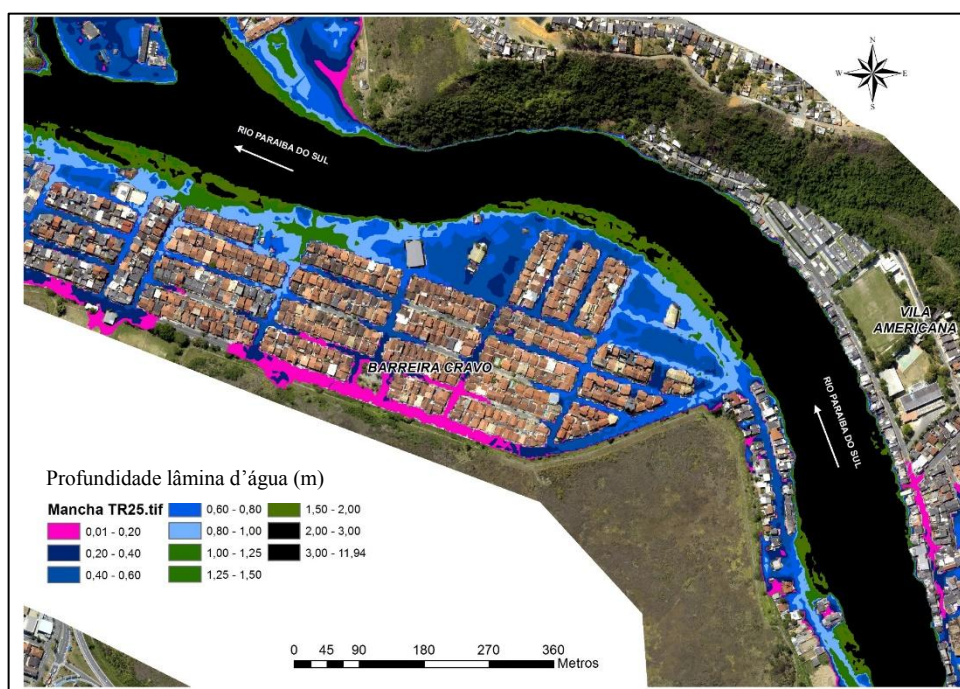 N
W E
S
RIO PARAIBA DO SUL
VILA
AMERICANA
BARREIRA CRAVO
RIO PARAIBA DO SUL
Profundidade lâmina d'água (m)
Mancha TR25.tif
0,01 - 0,20
0,20 - 0,40
0,40 - 0,60
0,60 - 0,80
0,80 - 1,00
1,00 - 1,25
1,25 - 1,50
1,50 - 2,00
2,00 - 3,00
3,00 - 11,94
0 45 90 180 270 360
Metros